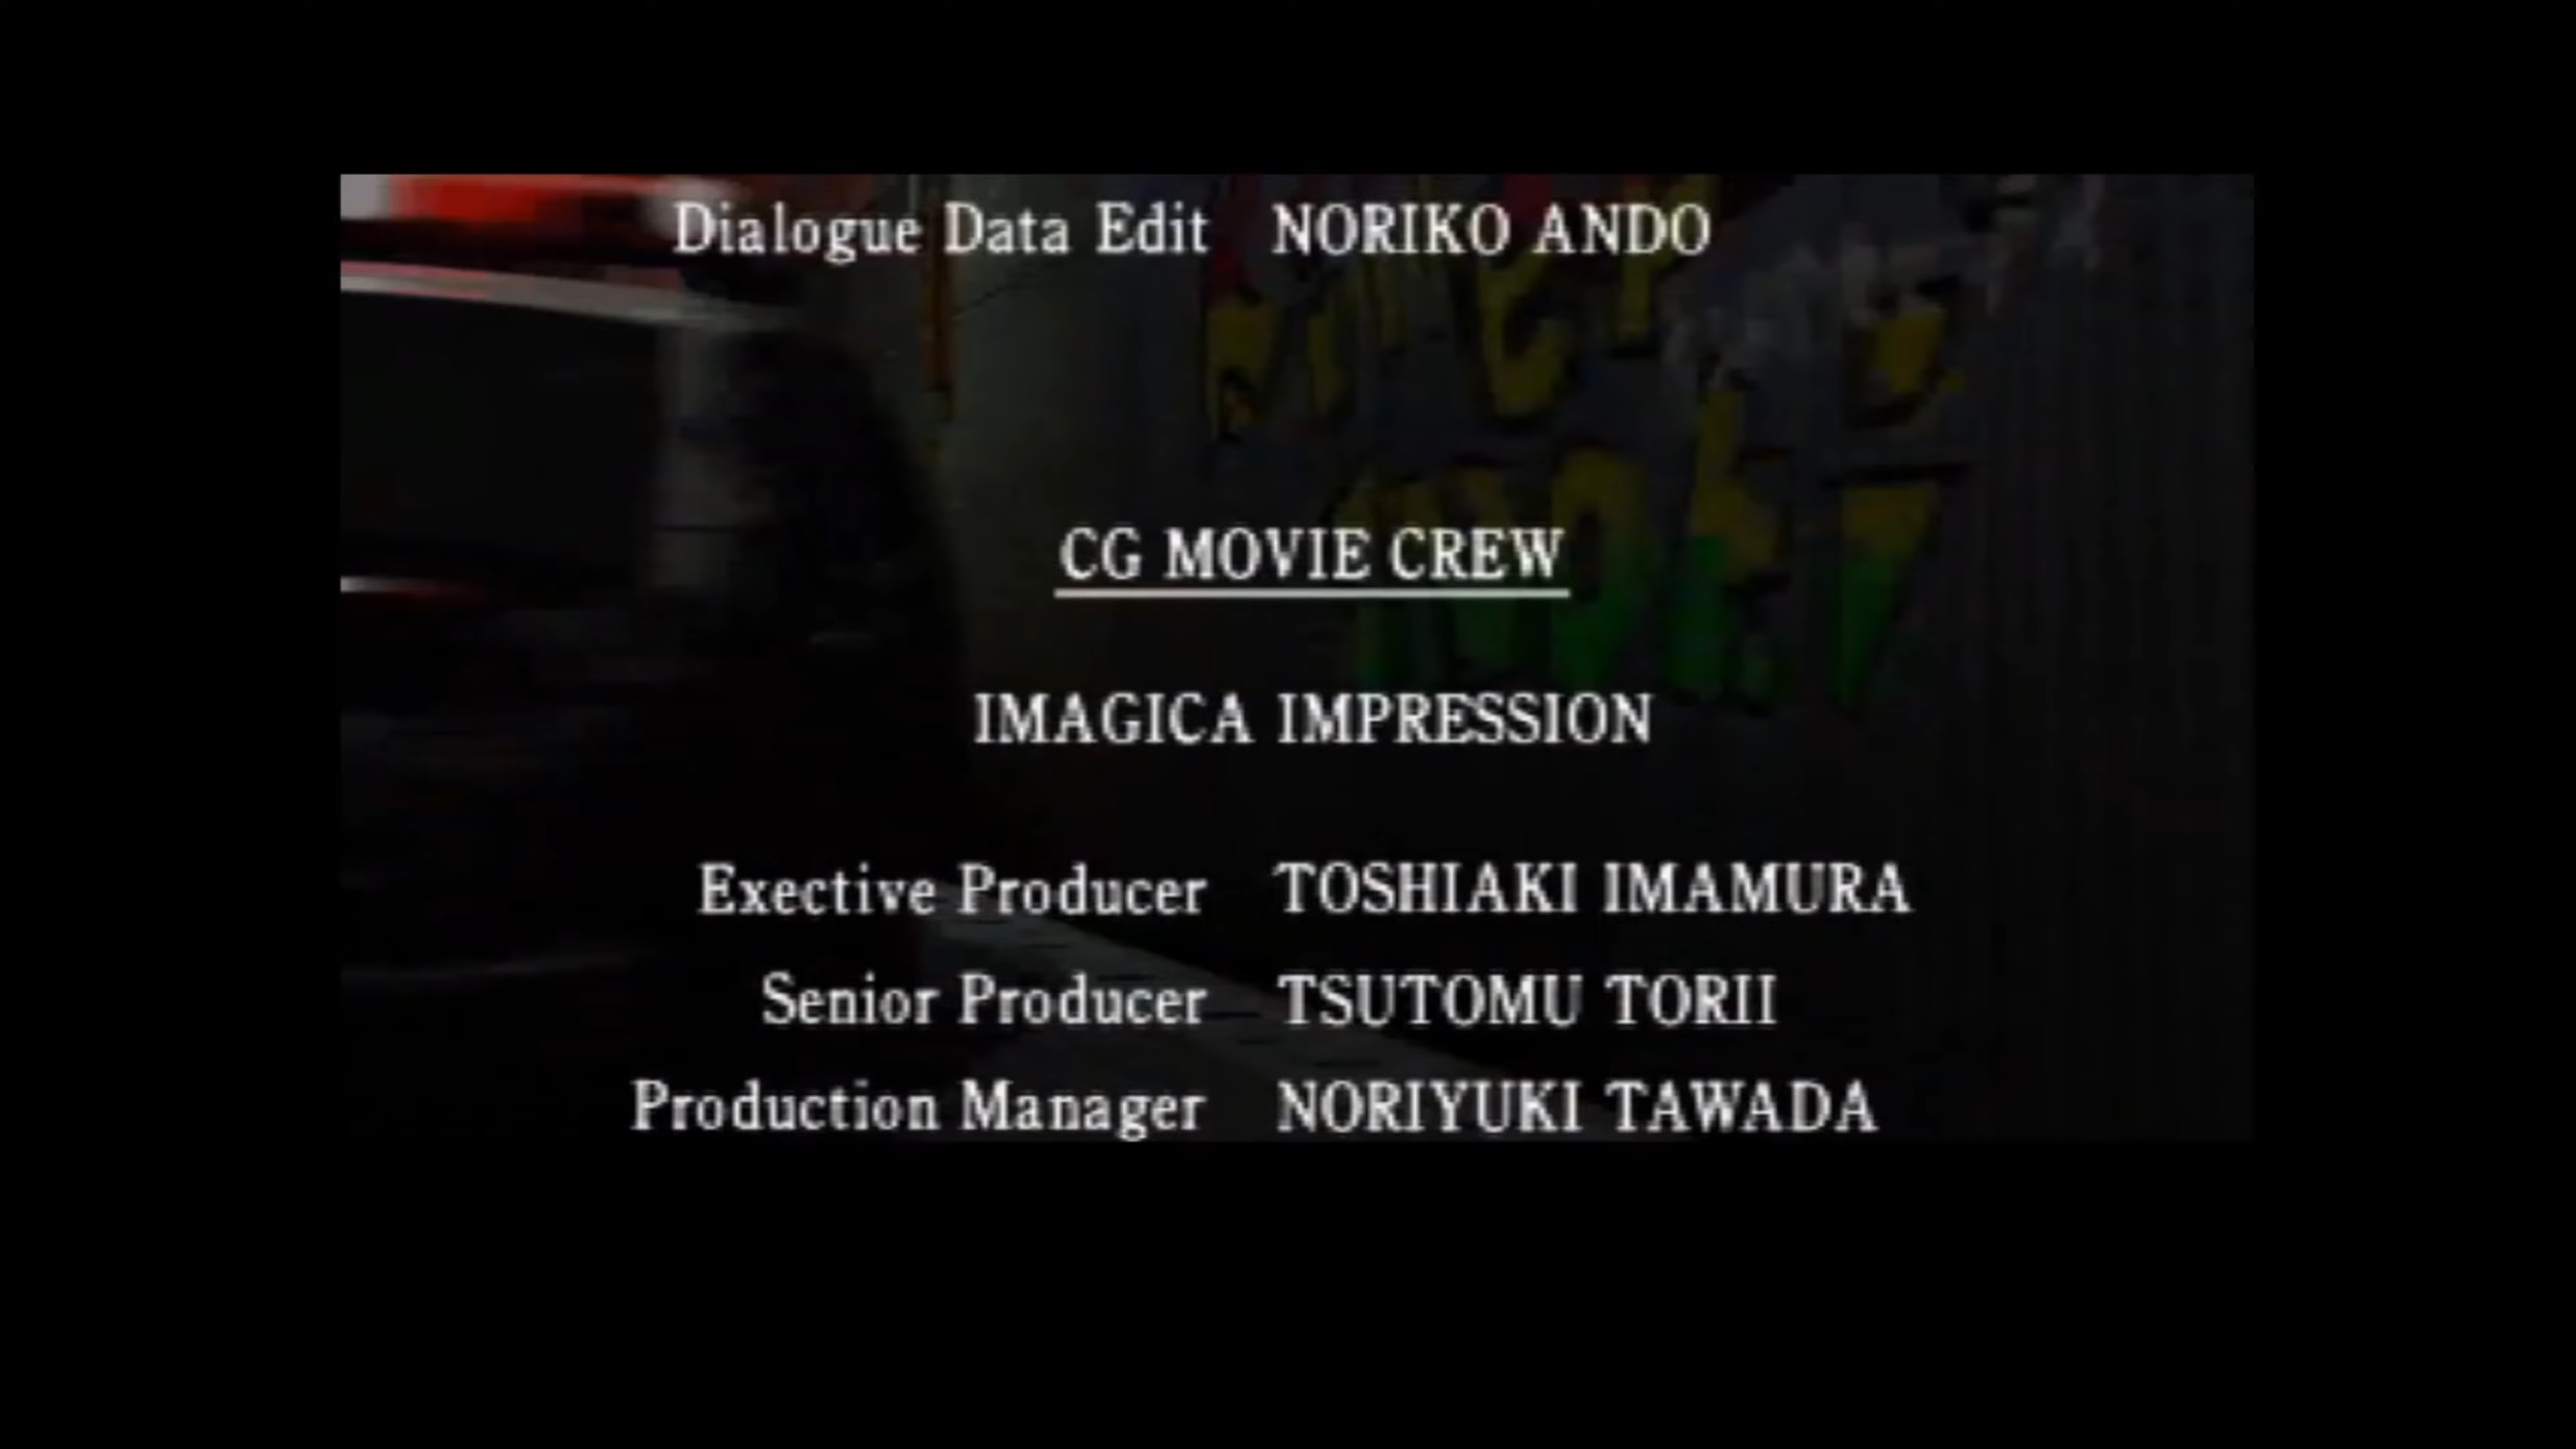 Dialogue Data Edit NORIKO ANDO
CG MOVIE CREW
IMAGICA IMPRESSION
Exective Producer TOSHIAKI IMAMURA
Senior Producer TSUTOMU TORII
Production Manager NORIYUKI TAWADA